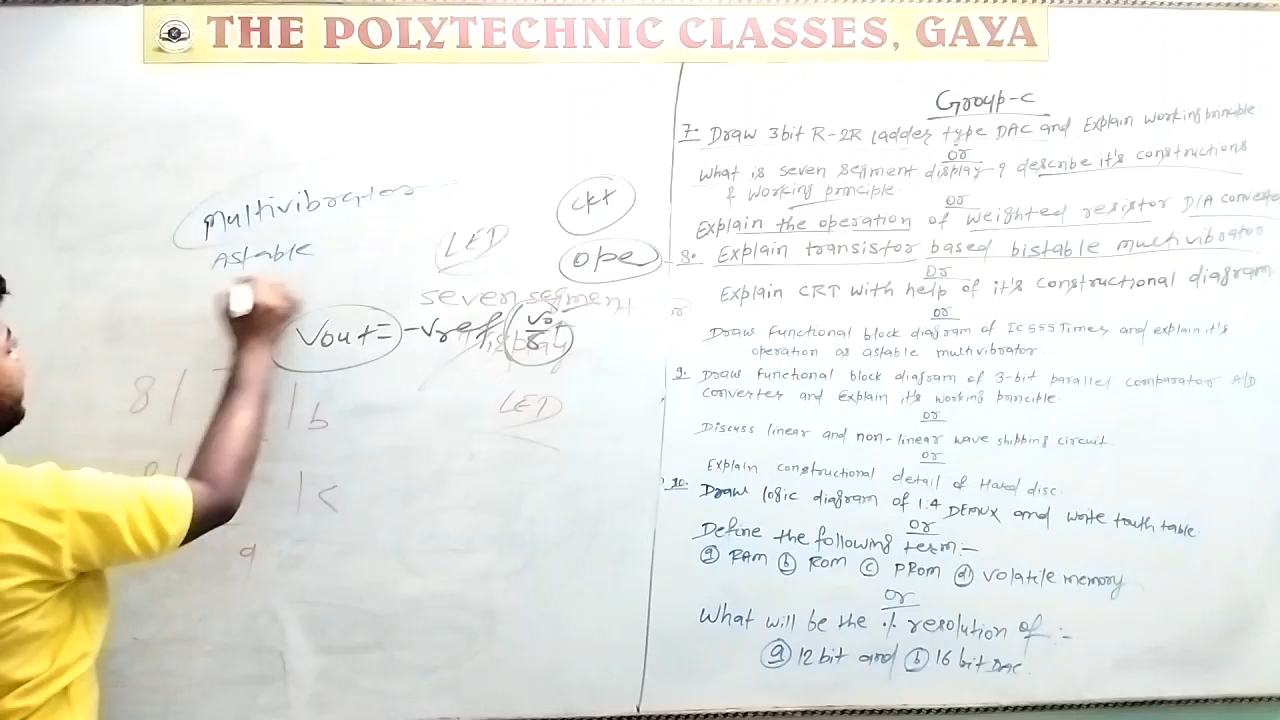 THE POLYTECHNIC CLASSES, GAYA
Multivibrator
Astable
ckt
LED
ope
seven segment
Vout = -Vref
display
8
b
LED
c
9
Group-c
7. Draw 3bit R-2R ladder type DAC and Explain working principle
or
What is seven segment display? describe it's constructions
& working principle.
or
Explain the operation of weighted resistor D/A converte
8. Explain transistor based bistable multivibrator
or
Explain CRT with help of it's constructional diagram
or
Draw functional block diagram of IC 555 Times and explain it's
operation as astable multivibrator
9. Draw functional block diagram of 3-bit parallel comparator A/D
converter and explain it's working principle.
or
Discuss linear and non-linear wave shipping circuit
or
Explain constructional detail of Hard disc.
10. Draw logic diagram of 1:4 DEMUX and write touth table.
or
Define the following term:-
(a) RAM (b) ROM (c) PROM (d) volatile memory
or
What will be the % resolution of :-
(a) 12 bit and (b) 16 bit DAC.